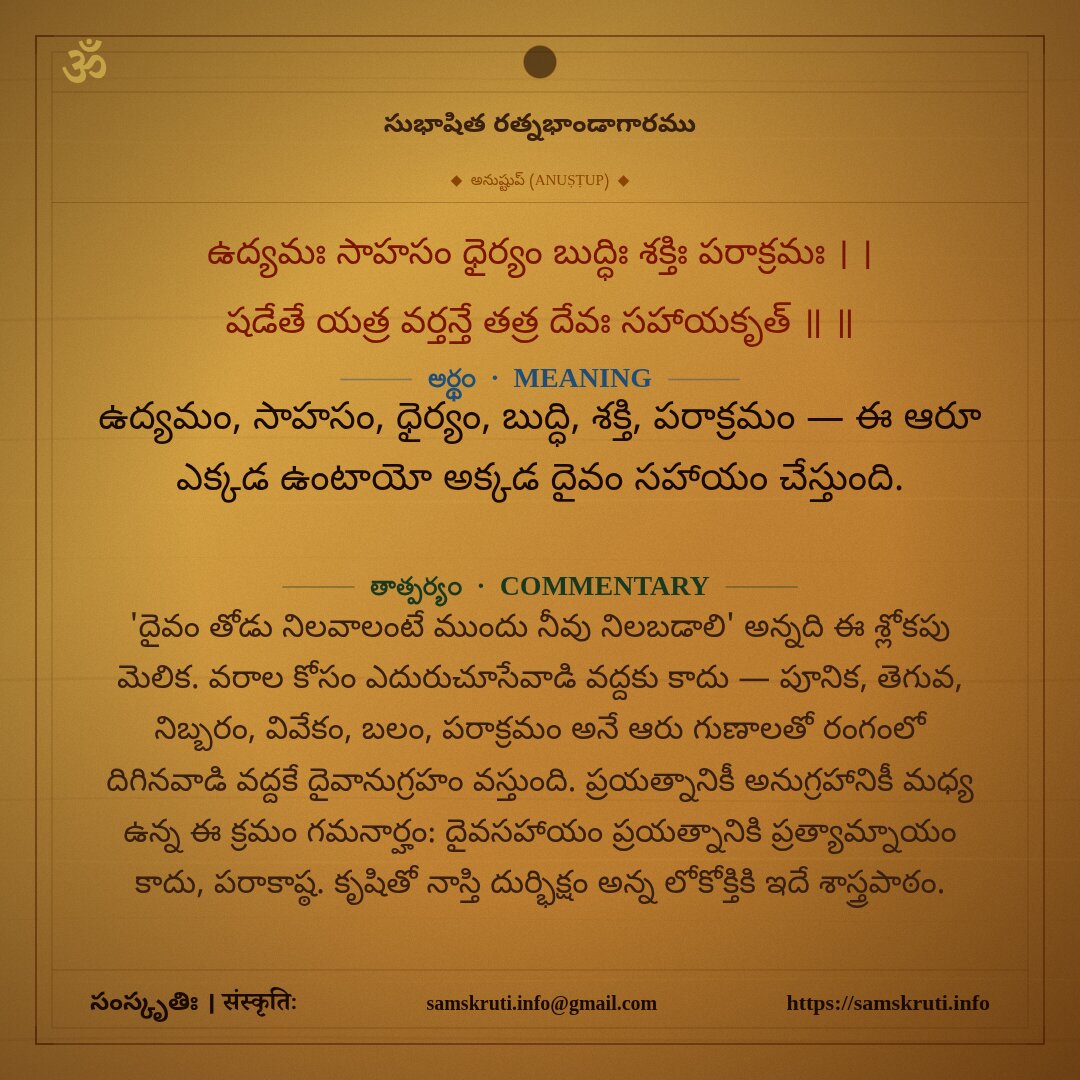 ॐ
సుభాషిత రత్నభాండాగారము
◆ అనుష్టుప్ (ANUṢṬUP) ◆
ఉద్యమః సాహసం ధైర్యం బుద్ధిః శక్తిః పరాక్రమః ।।
షడేతే యత్ర వర్తన్తే తత్ర దేవః సహాయకృత్ ॥ ॥
అర్థం · MEANING
ఉద్యమం, సాహసం, ధైర్యం, బుద్ధి, శక్తి, పరాక్రమం — ఈ ఆరూ
ఎక్కడ ఉంటాయో అక్కడ దైవం సహాయం చేస్తుంది.
తాత్పర్యం · COMMENTARY
'దైవం తోడు నిలవాలంటే ముందు నీవు నిలబడాలి' అన్నది ఈ శ్లోకపు
మెలిక. వరాల కోసం ఎదురుచూసేవాడి వద్దకు కాదు — పూనిక, తెగువ,
నిబ్బరం, వివేకం, బలం, పరాక్రమం అనే ఆరు గుణాలతో రంగంలో
దిగినవాడి వద్దకే దైవానుగ్రహం వస్తుంది. ప్రయత్నానికీ అనుగ్రహానికీ మధ్య
ఉన్న ఈ క్రమం గమనార్హం: దైవసహాయం ప్రయత్నానికి ప్రత్యామ్నాయం
కాదు, పరాకాష్ఠ. కృషితో నాస్తి దుర్భిక్షం అన్న లోకోక్తికి ఇదే శాస్త్రపాఠం.
సంస్కృతిః | संस्कृतिः samskruti.info@gmail.com https://samskruti.info